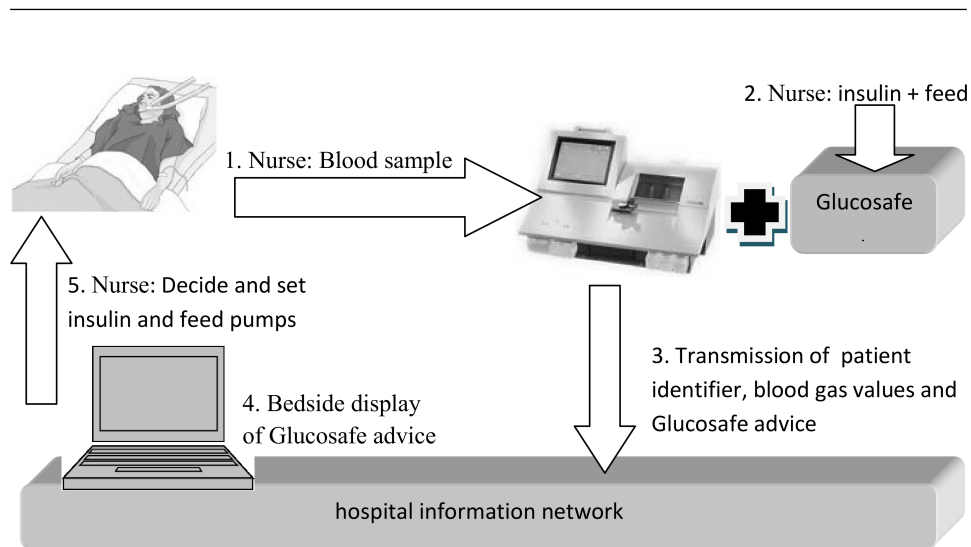 1. Nurse: Blood sample
2. Nurse: insulin + feed
Glucosafe
.
3. Transmission of patient
identifier, blood gas values and
Glucosafe advice
4. Bedside display
of Glucosafe advice
5. Nurse: Decide and set
insulin and feed pumps
hospital information network